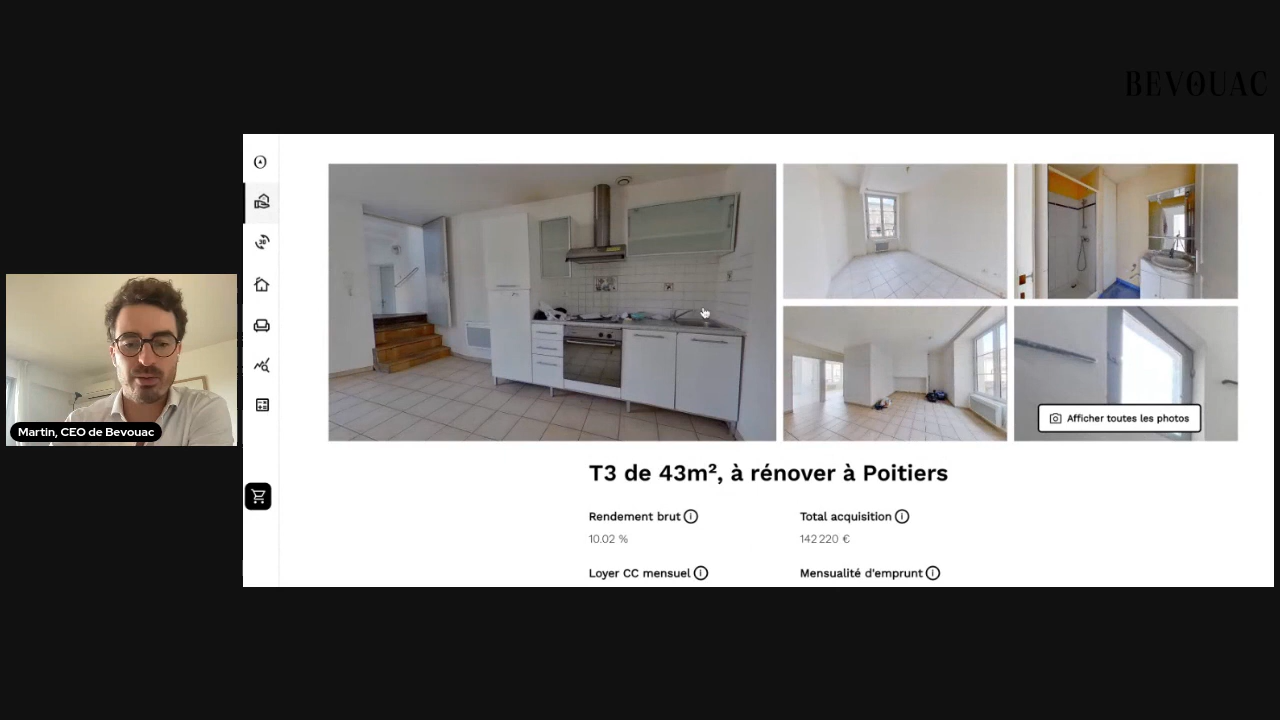 BEVOUAC
Martin, CEO de Bevouac
Afficher toutes les photos
T3 de 43m², à rénover à Poitiers
Rendement brut
10.02 %
Total acquisition
142 220 €
Loyer CC mensuel
Mensualité d'emprunt